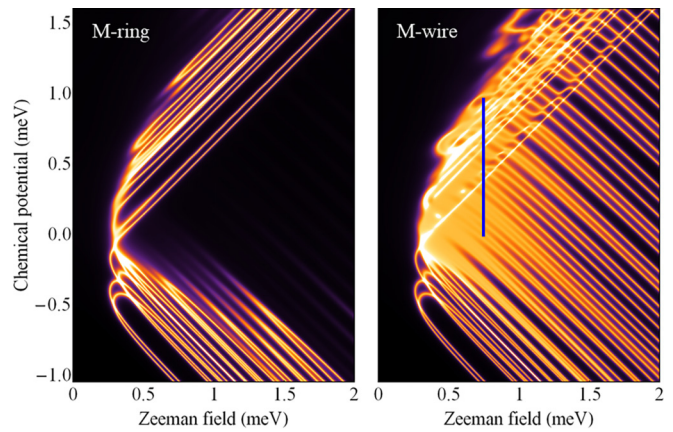 M-ring
M-wire
Chemical potential (meV)
1.5
1.0
0.5
0.0
−0.5
−1.0
0 0.5 1 1.5 2
0 0.5 1 1.5 2
Zeeman field (meV)
Zeeman field (meV)